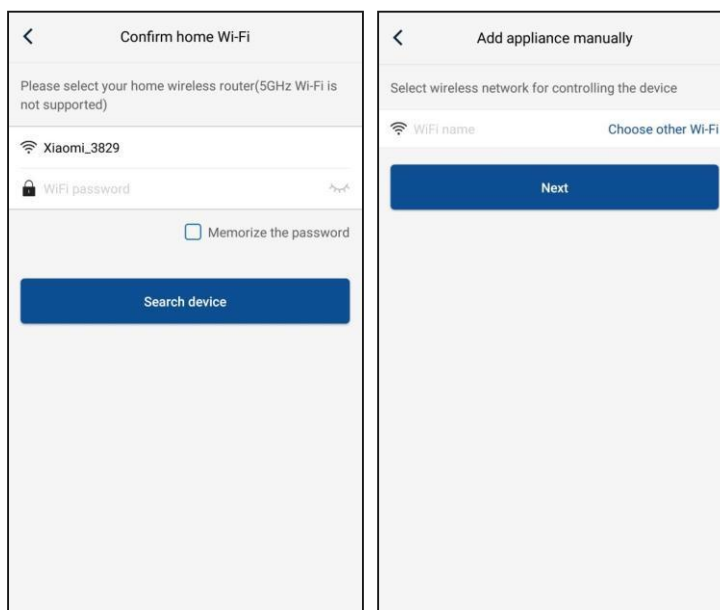 Confirm home Wi-Fi
Please select your home wireless router(5GHz Wi-Fi is
not supported)
Xiaomi_3829
WiFi password
Memorize the password
Search device
Add appliance manually
Select wireless network for controlling the device
WiFi name
Choose other Wi-Fi
Next